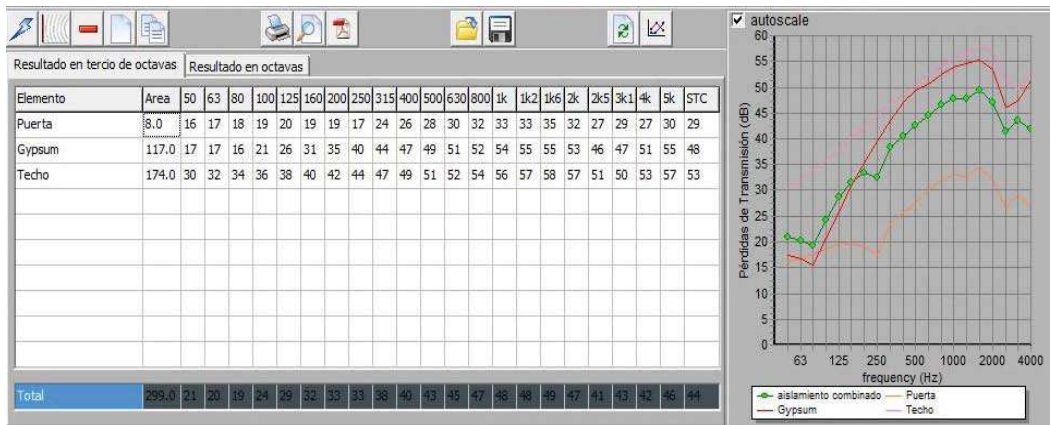 Resultado en tercio de octavas Resultado en octavas
Elemento Area 50 63 80 100 125 160 200 250 315 400 500 630 800 1k 1k2 1k6 2k 2k5 3k1 4k 5k STC
Puerta 8.0 16 17 18 19 20 19 19 17 24 26 28 30 32 33 33 35 32 27 29 27 30 29
Gypsum 117.0 17 17 16 21 26 31 35 40 44 47 49 51 52 54 55 55 53 46 47 51 55 48
Techo 174.0 30 32 34 36 38 40 42 44 47 49 51 52 54 56 57 58 57 51 50 53 57 53
Total 299.0 21 20 19 24 29 32 33 33 38 40 43 45 47 48 48 49 47 41 43 42 46 44
autoscale
Pérdidas de Transmisión (dB)
60
55
50
45
40
35
30
25
20
15
10
5
0
63 125 250 500 1000 2000 4000
frequency (Hz)
aislamiento combinado Puerta
Gypsum Techo